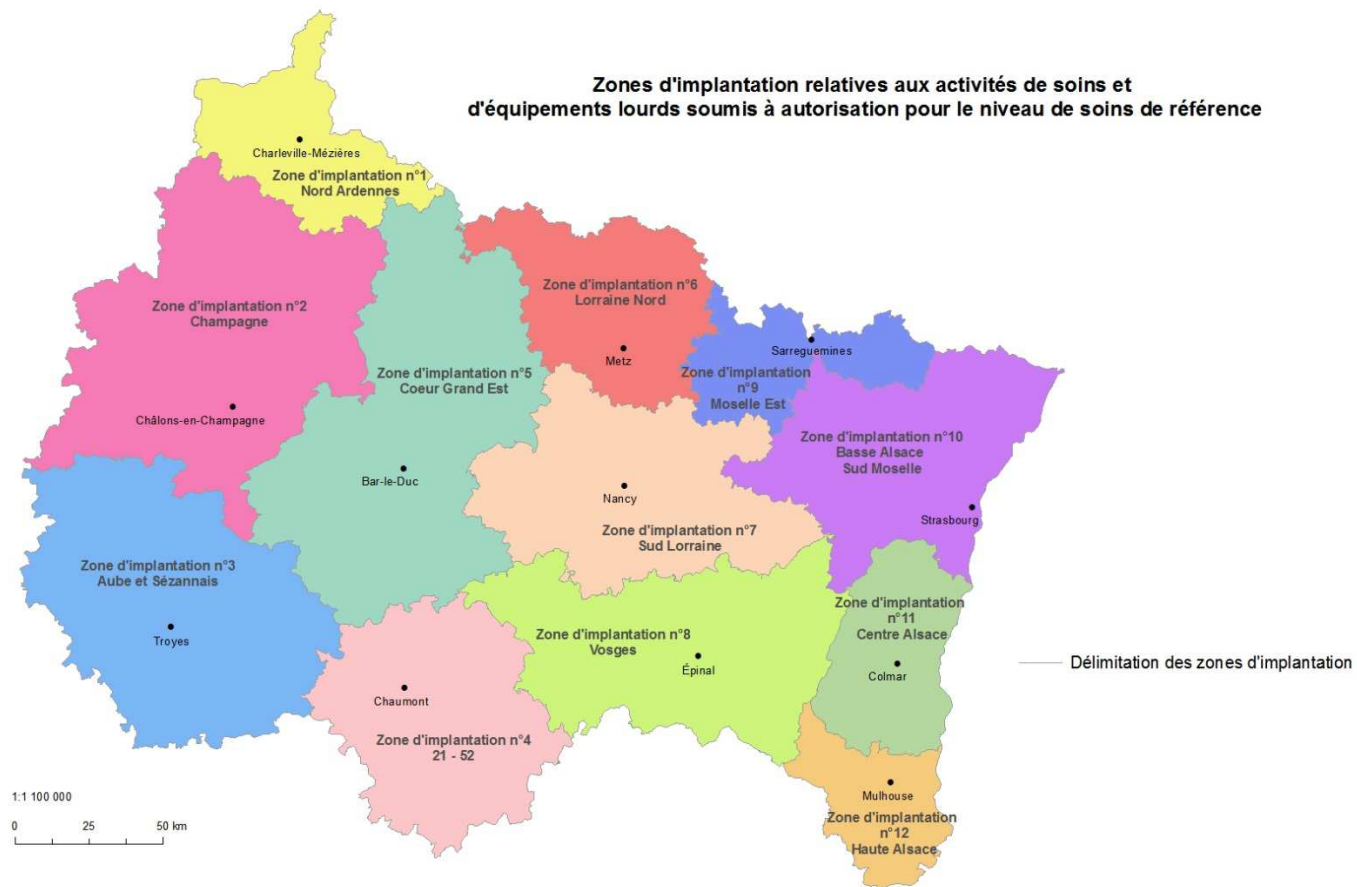 Zones d'implantation relatives aux activités de soins et
d'équipements lourds soumis à autorisation pour le niveau de soins de référence
Charleville-Mézières
Zone d'implantation n°1
Nord Ardennes
Zone d'implantation n°2
Champagne
Châlons-en-Champagne
Zone d'implantation n°5
Coeur Grand Est
Bar-le-Duc
Zone d'implantation n°6
Lorraine Nord
Metz
Sarreguemines
Zone d'implantation
n°9
Moselle Est
Zone d'implantation n°10
Basse Alsace
Sud Moselle
Strasbourg
Nancy
Zone d'implantation n°7
Sud Lorraine
Zone d'implantation n°3
Aube et Sézannais
Troyes
Zone d'implantation n°8
Vosges
Épinal
Zone d'implantation
n°11
Centre Alsace
Colmar
Délimitation des zones d'implantation
Chaumont
Zone d'implantation n°4
21 - 52
Mulhouse
Zone d'implantation
n°12
Haute Alsace
1:1 100 000
0 25 50 km